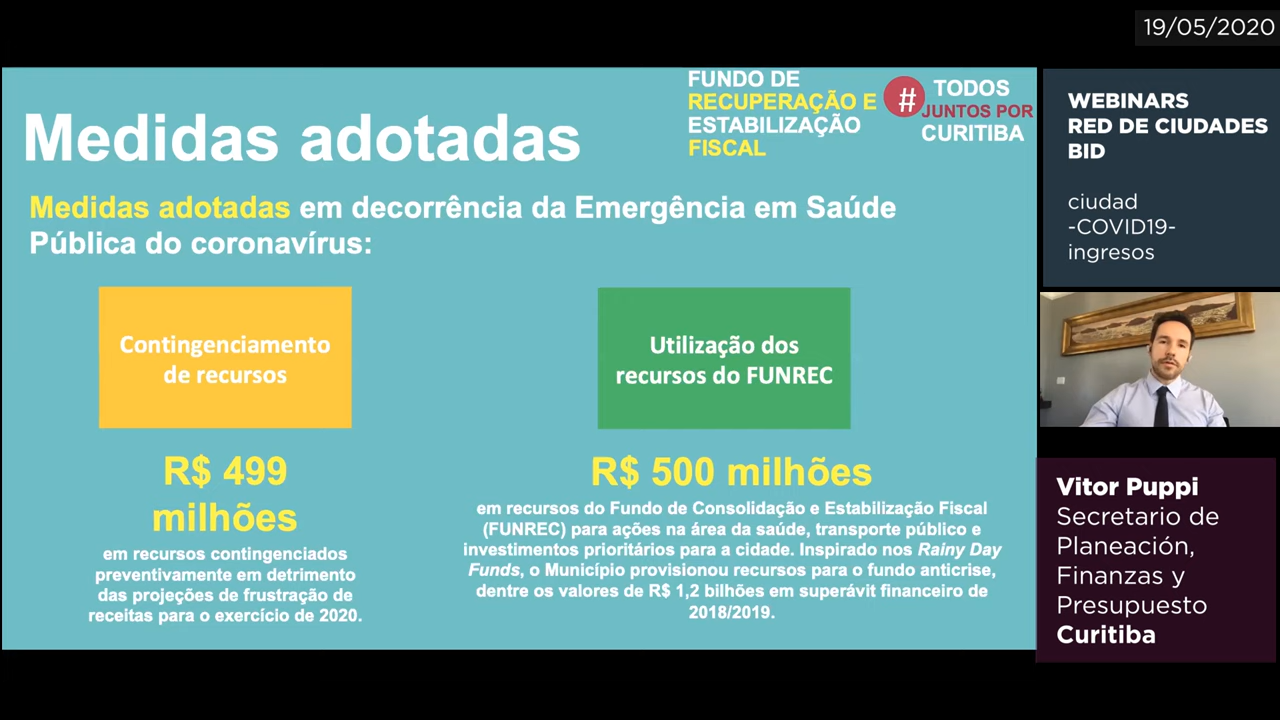 19/05/2020
FUNDO DE
RECUPERAÇÃO E
ESTABILIZAÇÃO
FISCAL
# TODOS
JUNTOS POR
CURITIBA
Medidas adotadas
Medidas adotadas em decorrência da Emergência em Saúde
Pública do coronavírus:
Contingenciamento
de recursos
R$ 499
milhões
em recursos contingenciados
preventivamente em detrimento
das projeções de frustração de
receitas para o exercício de 2020.
Utilização dos
recursos do FUNREC
R$ 500 milhões
em recursos do Fundo de Consolidação e Estabilização Fiscal
(FUNREC) para ações na área da saúde, transporte público e
investimentos prioritários para a cidade. Inspirado nos Rainy Day
Funds, o Município provisionou recursos para o fundo anticrise,
dentre os valores de R$ 1,2 bilhões em superávit financeiro de
2018/2019.
WEBINARS
RED DE CIUDADES
BID
ciudad
-COVID19-
ingresos
Vitor Puppi
Secretario de
Planeación,
Finanzas y
Presupuesto
Curitiba